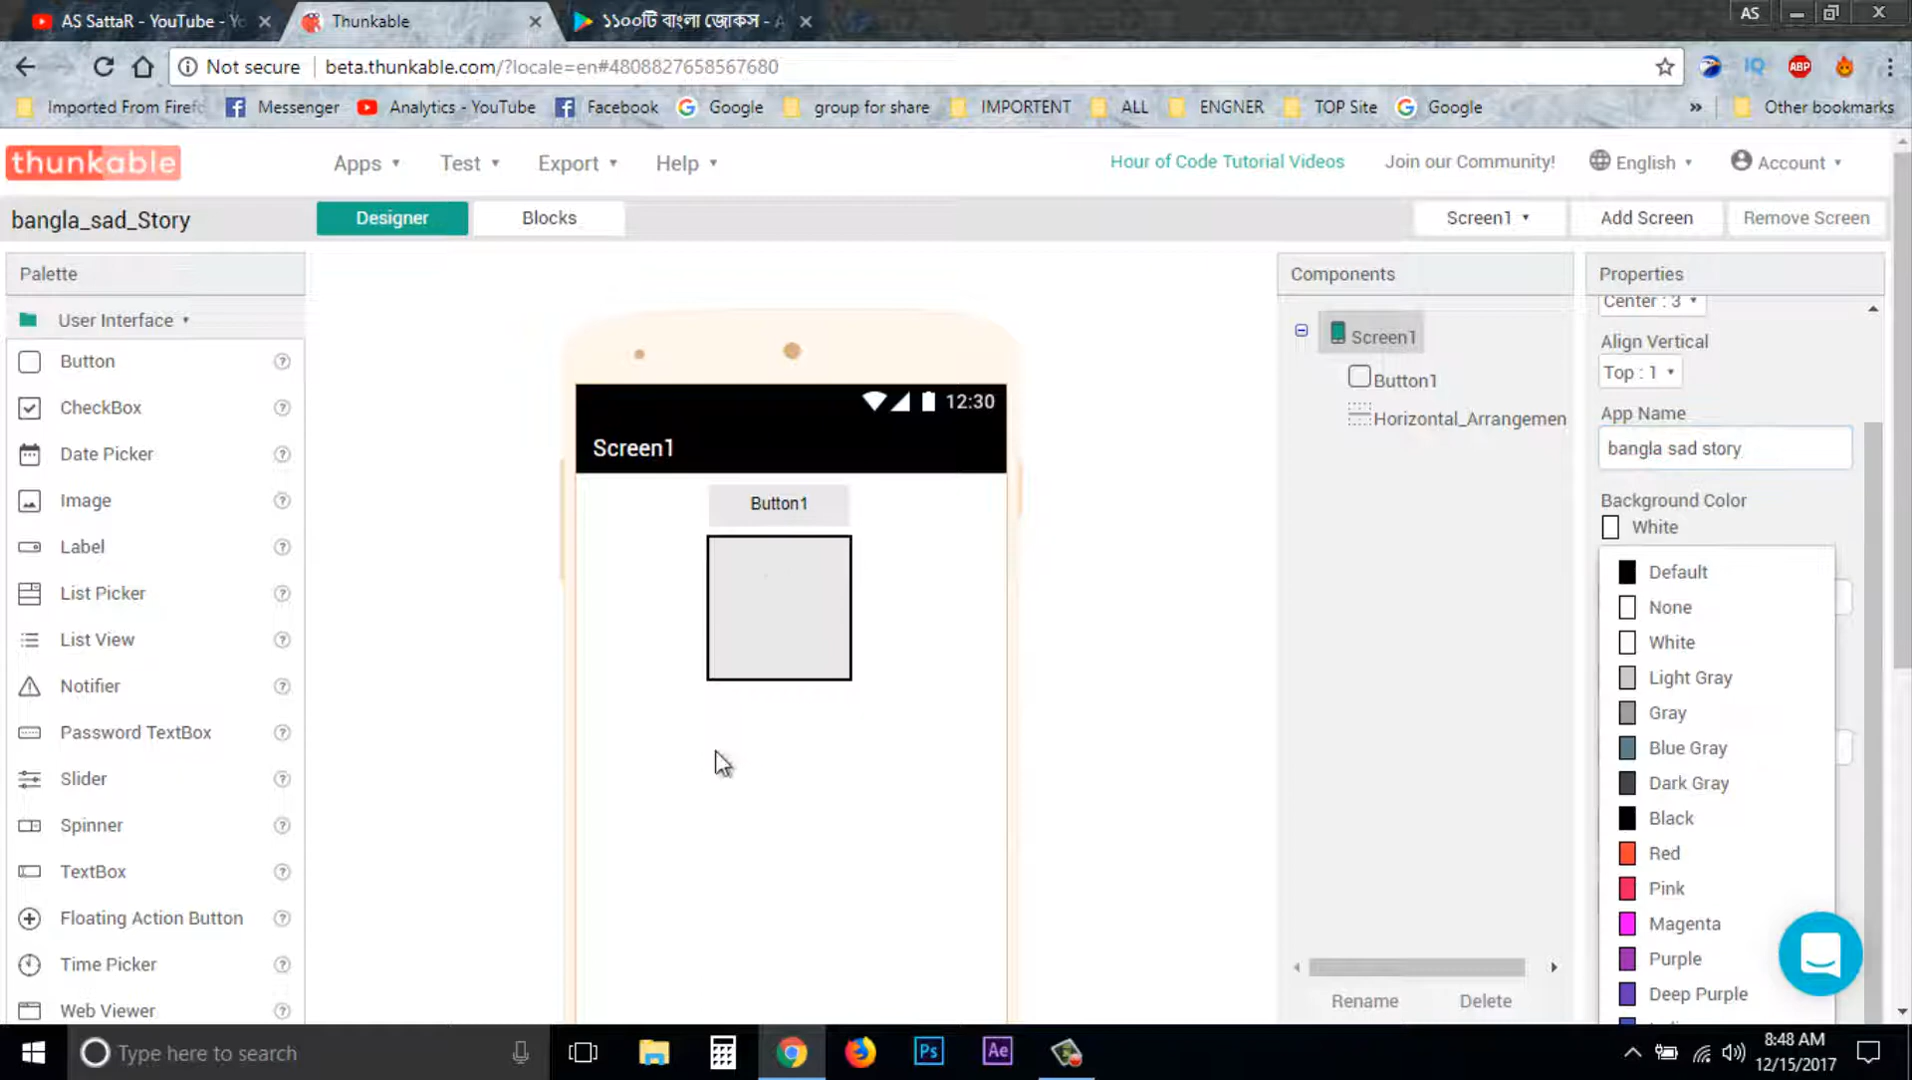 AS SattaR - YouTube - Yo
Thunkable
১১০০টি বাংলা জোকস - A
AS
Not secure
beta.thunkable.com/?locale=en#4808827658567680
ABP
Imported From Firef
Messenger
Analytics - YouTube
Facebook
Google
group for share
IMPORTENT
ALL
ENGNER
TOP Site
Google
»
Other bookmarks
thunkable
Apps
Test
Export
Help
Hour of Code Tutorial Videos
Join our Community!
English
Account
bangla_sad_Story
Designer
Blocks
Screen1
Add Screen
Remove Screen
Palette
User Interface
Button
CheckBox
Date Picker
Image
Label
List Picker
List View
Notifier
Password TextBox
Slider
Spinner
TextBox
Floating Action Button
Time Picker
Web Viewer
12:30
Screen1
Button1
Components
Screen1
Button1
Horizontal_Arrangemen
Rename
Delete
Properties
Center : 3
Align Vertical
Top : 1
App Name
bangla sad story
Background Color
White
Default
None
White
Light Gray
Gray
Blue Gray
Dark Gray
Black
Red
Pink
Magenta
Purple
Deep Purple
Type here to search
Ps
Ae
8:48 AM
12/15/2017